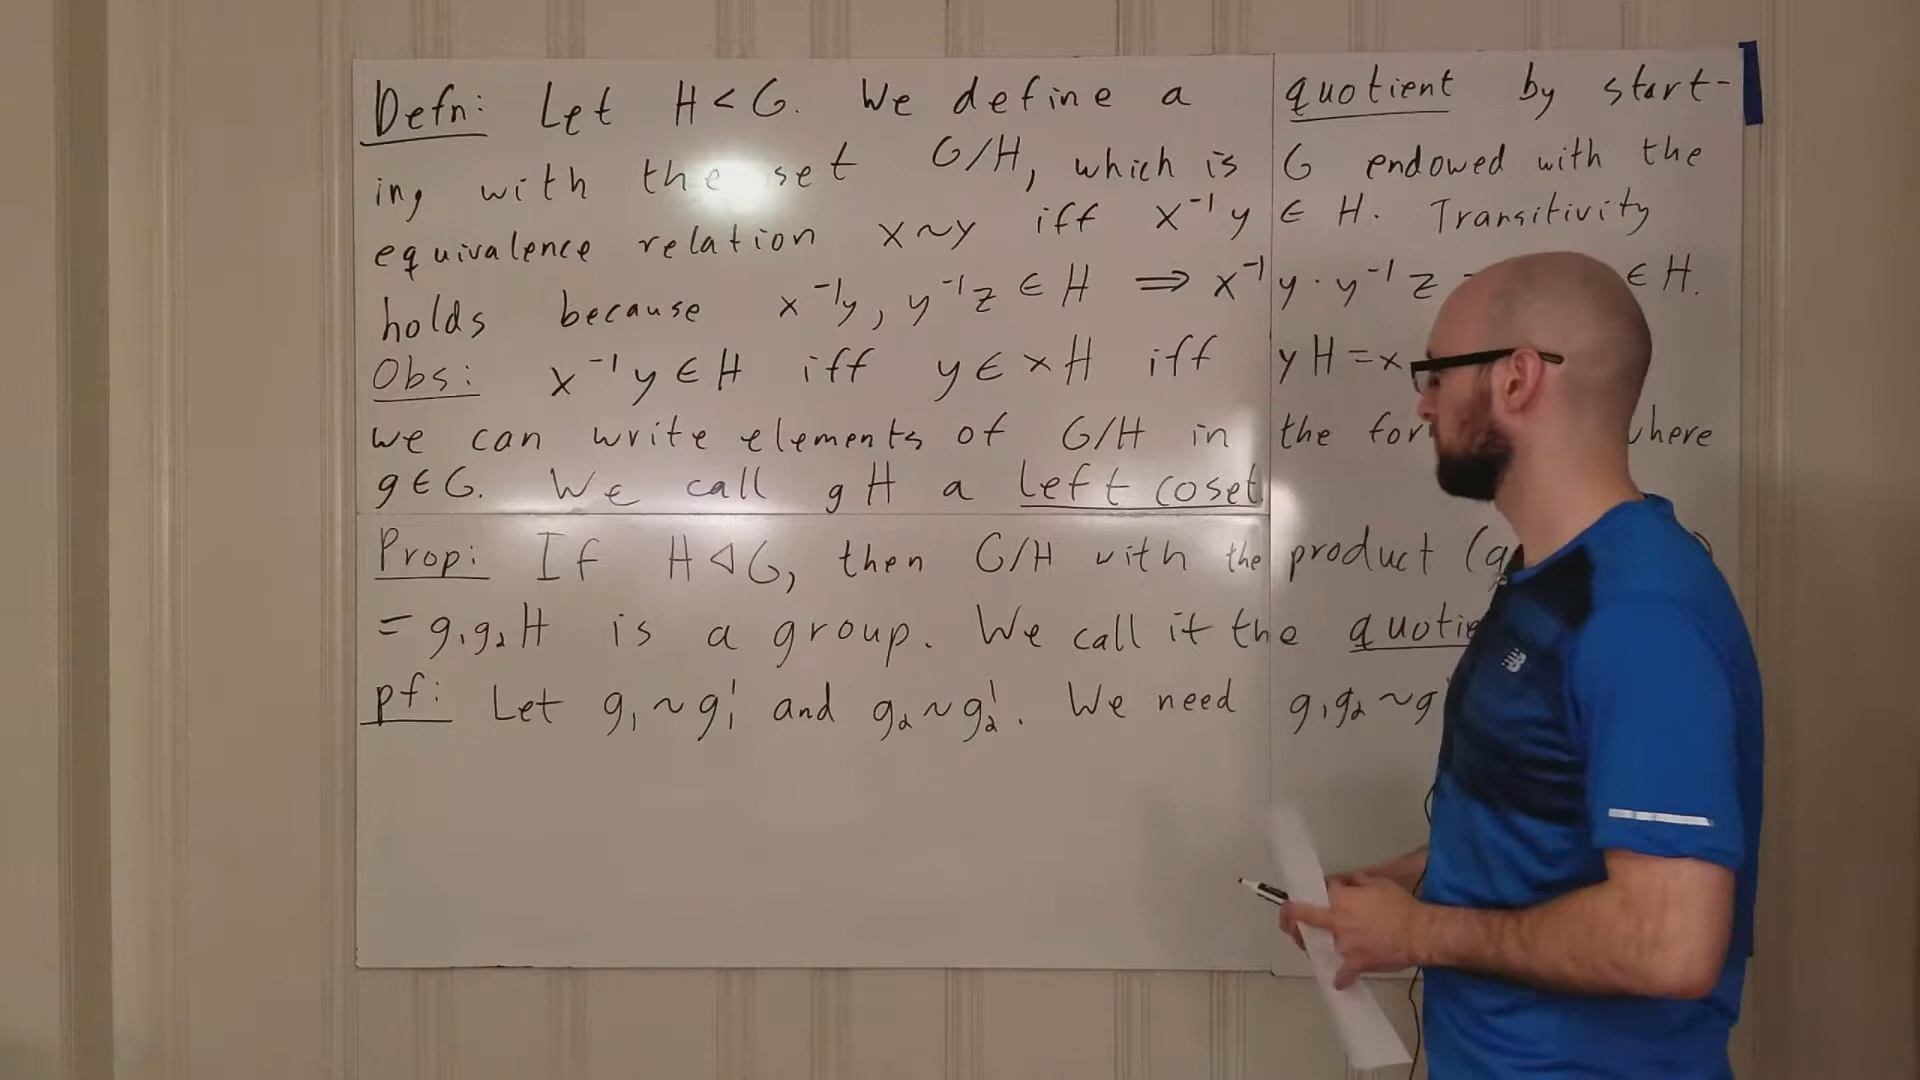 Defn: Let H < G. We define a quotient by start-
ing with the set G/H, which is G endowed with the
equivalence relation x~y iff x⁻¹y ∈ H. Transitivity
holds because x⁻¹y, y⁻¹z ∈ H ⟹ x⁻¹y · y⁻¹z ∈ H.
Obs: x⁻¹y ∈ H iff y ∈ xH iff yH = x
we can write elements of G/H in the where
g ∈ G. We call gH a left coset
Prop: If H ◁ G, then G/H with the product (g
= g₁g₂H is a group. We call it the
pf: Let g₁ ~ g₁' and g₂ ~ g₂'. We need g₁g₂ ~ g